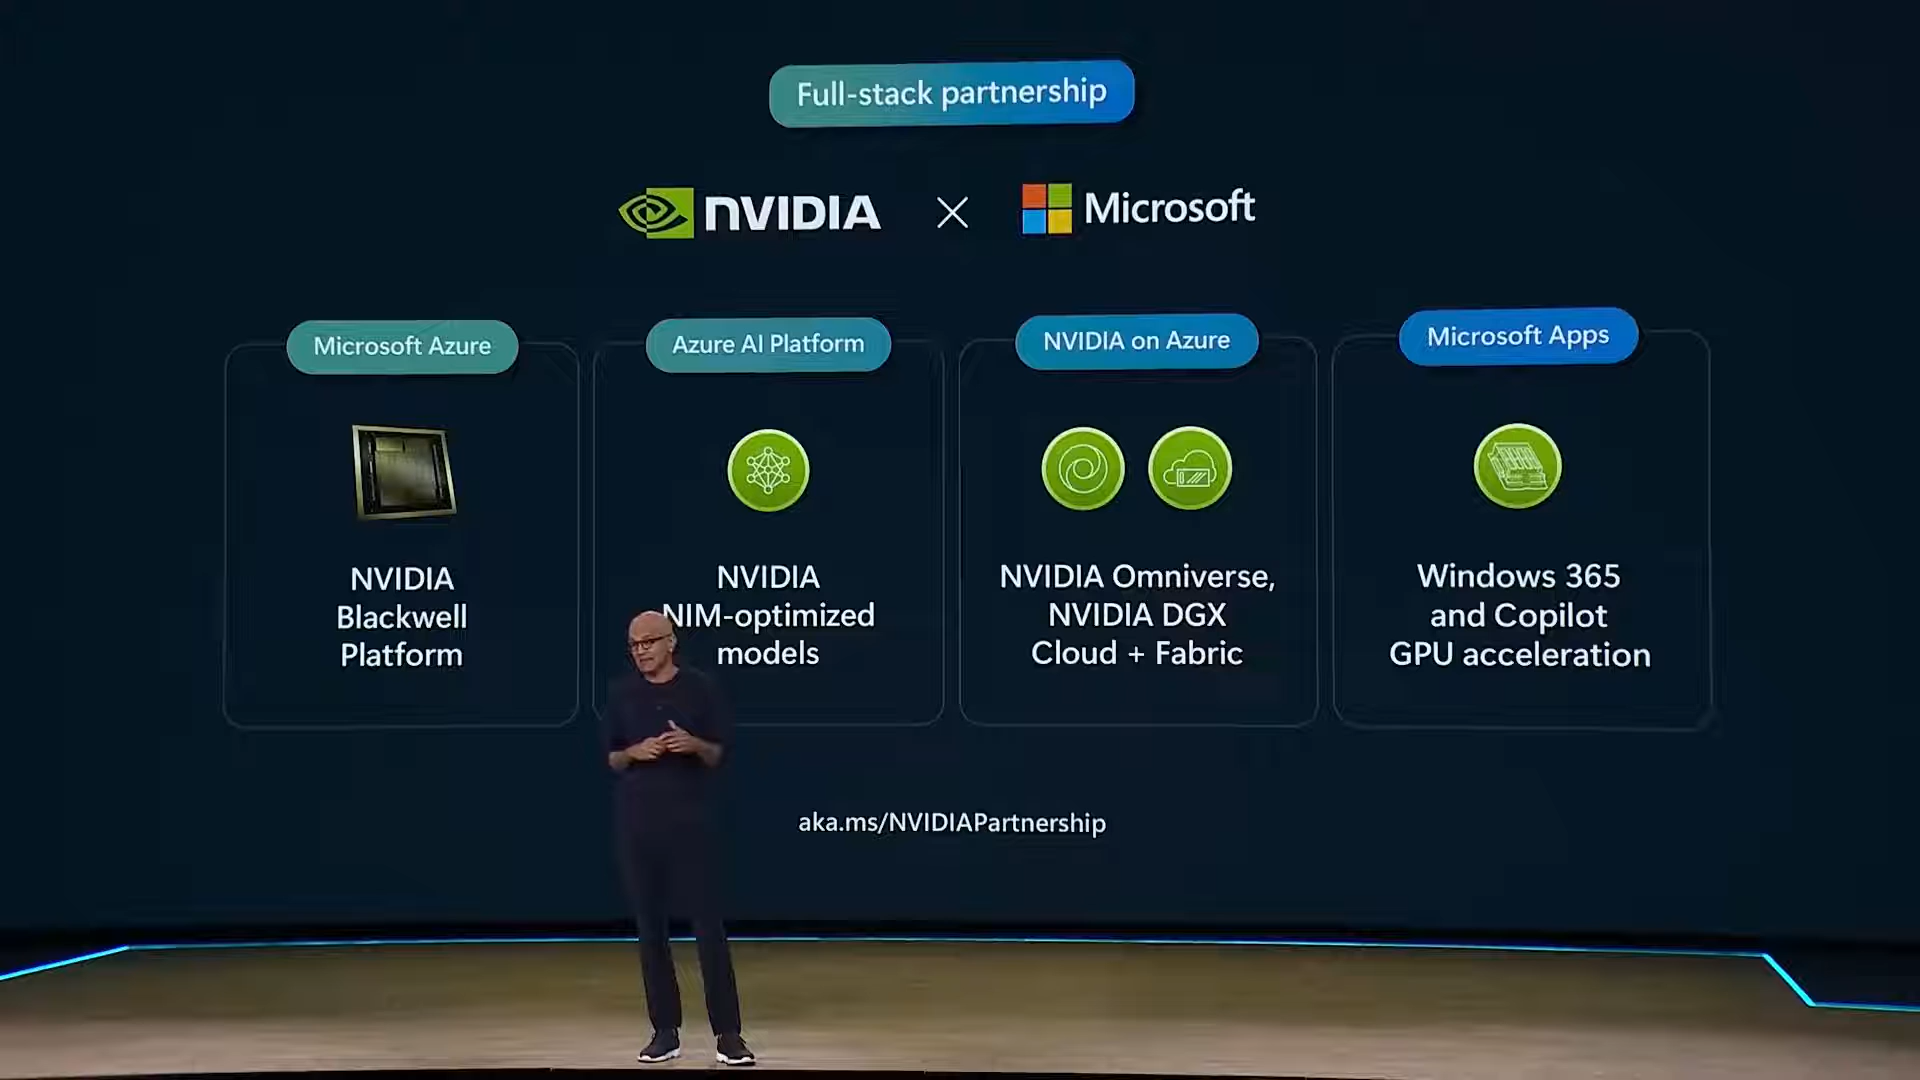 Full-stack partnership
NVIDIA × Microsoft
Microsoft Azure
NVIDIA
Blackwell
Platform
Azure AI Platform
NVIDIA
NIM-optimized
models
NVIDIA on Azure
NVIDIA Omniverse,
NVIDIA DGX
Cloud + Fabric
Microsoft Apps
Windows 365
and Copilot
GPU acceleration
aka.ms/NVIDIAPartnership